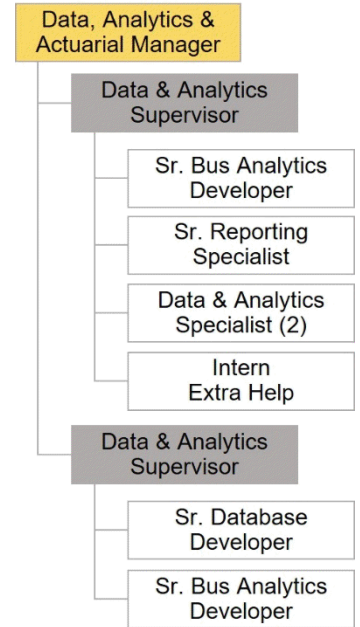 Data, Analytics &
Actuarial Manager
Data & Analytics
Supervisor
Sr. Bus Analytics
Developer
Sr. Reporting
Specialist
Data & Analytics
Specialist (2)
Intern
Extra Help
Data & Analytics
Supervisor
Sr. Database
Developer
Sr. Bus Analytics
Developer